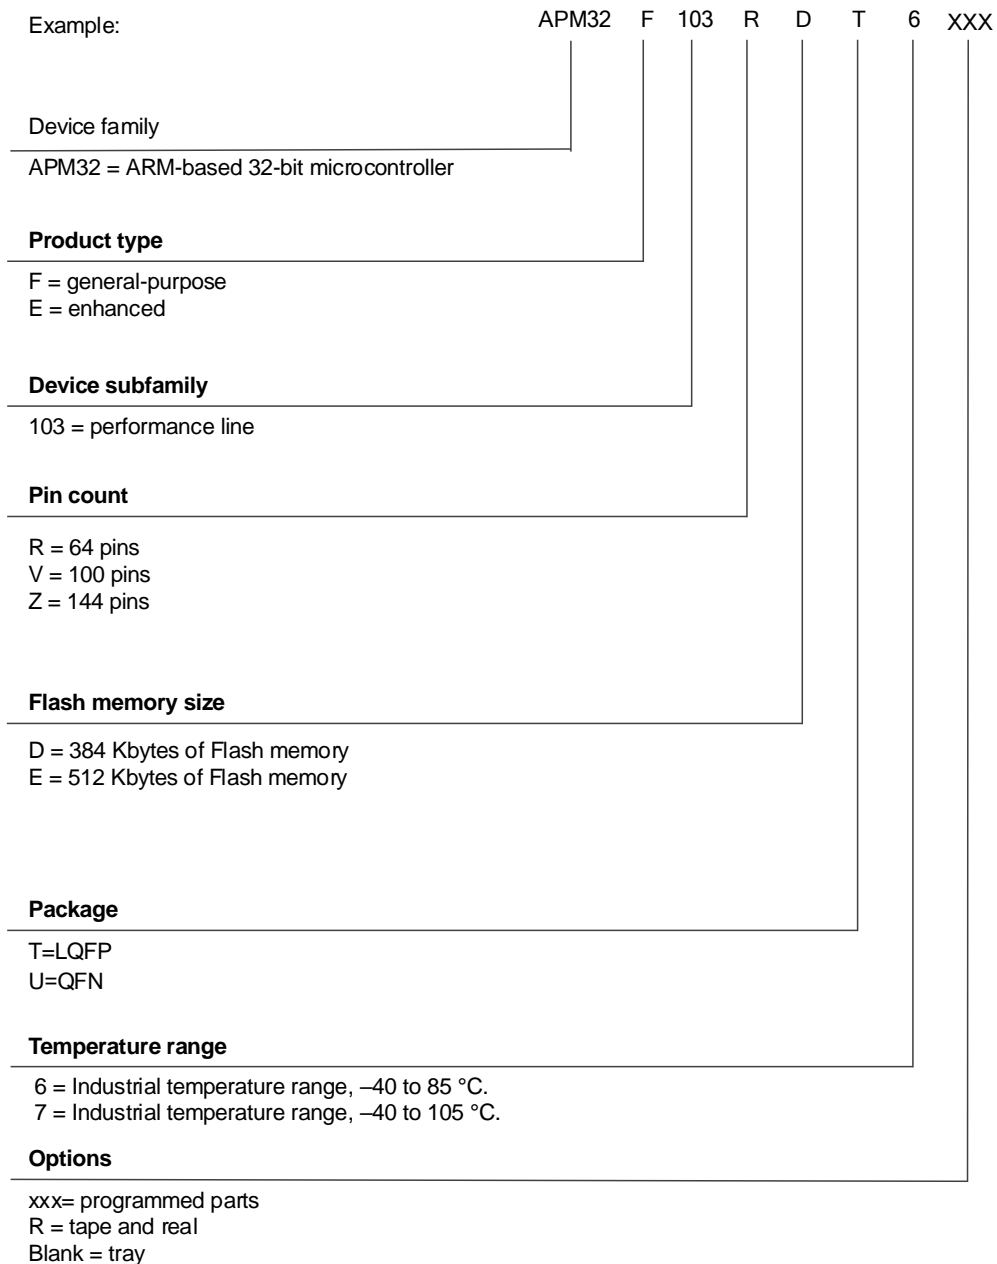 Example: APM32 F 103 R D T 6 XXX
Device family
APM32 = ARM-based 32-bit microcontroller
Product type
F = general-purpose
E = enhanced
Device subfamily
103 = performance line
Pin count
R = 64 pins
V = 100 pins
Z = 144 pins
Flash memory size
D = 384 Kbytes of Flash memory
E = 512 Kbytes of Flash memory
Package
T=LQFP
U=QFN
Temperature range
6 = Industrial temperature range, –40 to 85 °C.
7 = Industrial temperature range, –40 to 105 °C.
Options
xxx= programmed parts
R = tape and real
Blank = tray